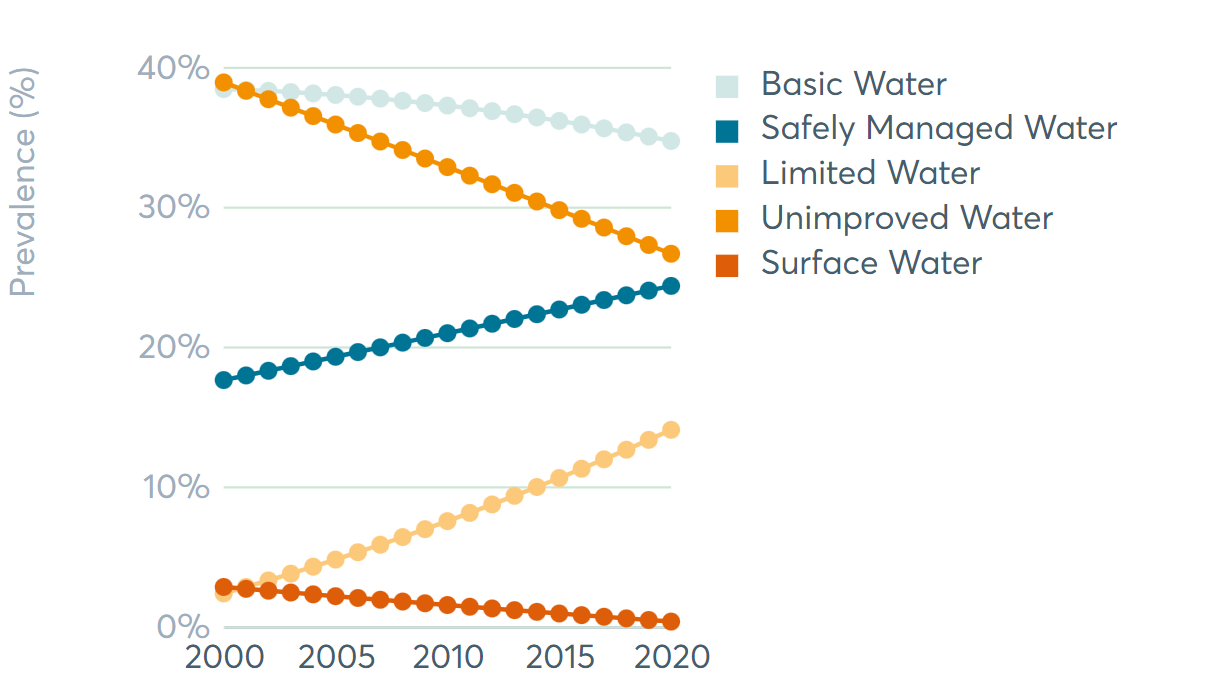 Prevalence (%)
40%
30%
20%
10%
0%
2000 2005 2010 2015 2020
Basic Water
Safely Managed Water
Limited Water
Unimproved Water
Surface Water